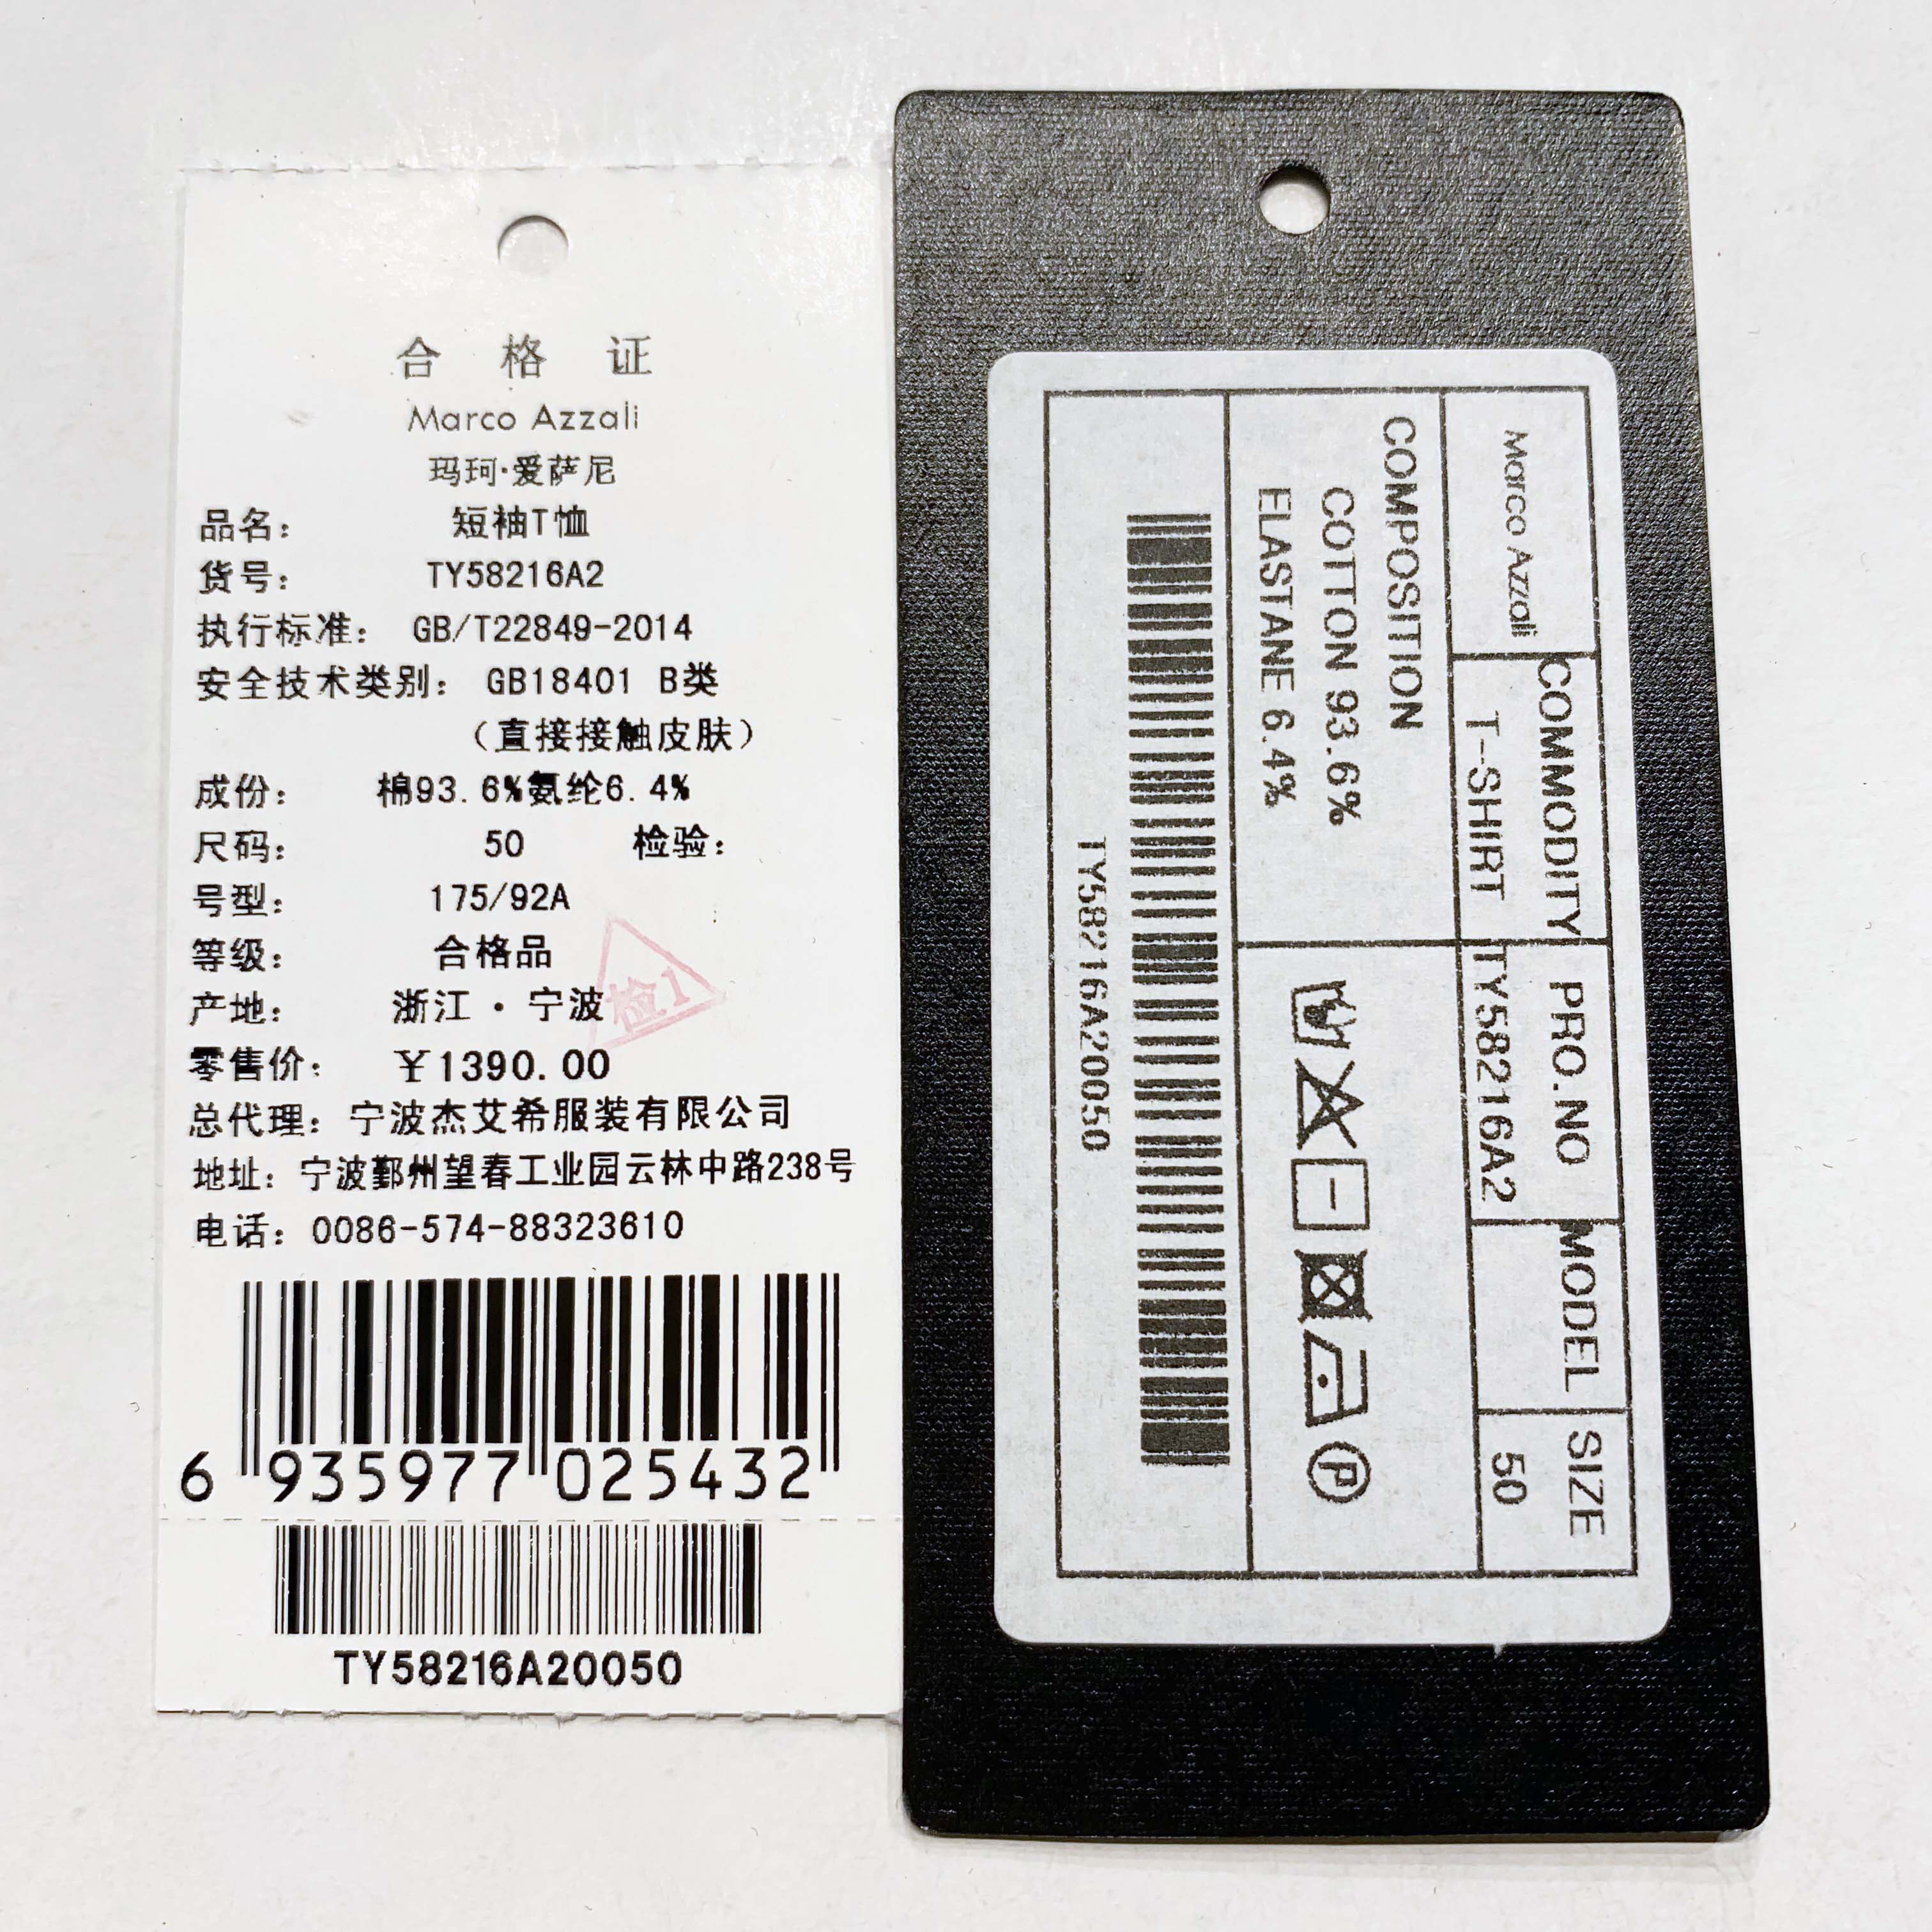 合格证
Marco Azzali
玛珂·爱萨尼
品名： 短袖T恤
货号： TY58216A2
执行标准： GB/T22849-2014
安全技术类别： GB18401 B类
（直接接触皮肤）
成份： 棉93.6%氨纶6.4%
尺码： 50 检验：
号型： 175/92A
等级： 合格品
检1
产地： 浙江·宁波
零售价： ￥1390.00
总代理：宁波杰艾希服装有限公司
地址：宁波鄞州望春工业园云林中路238号
电话：0086-574-88323610
6 935977 025432
TY58216A20050
Marco Azzali
COMMODITY PRO.NO MODEL SIZE
T-SHIRT TY58216A2 50
COMPOSITION
COTTON 93.6%
ELASTANE 6.4%
P
TY58216A20050